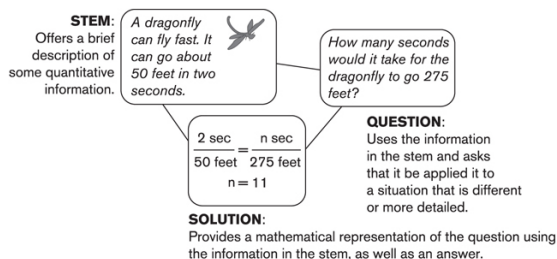 STEM:
Offers a brief
description of
some quantitative
information.
A dragonfly
can fly fast. It
can go about
50 feet in two
seconds.
How many seconds
would it take for the
dragonfly to go 275
feet?
QUESTION:
Uses the information
in the stem and asks
that it be applied it to
a situation that is different
or more detailed.
2 sec = n sec
50 feet 275 feet
n = 11
SOLUTION:
Provides a mathematical representation of the question using
the information in the stem, as well as an answer.